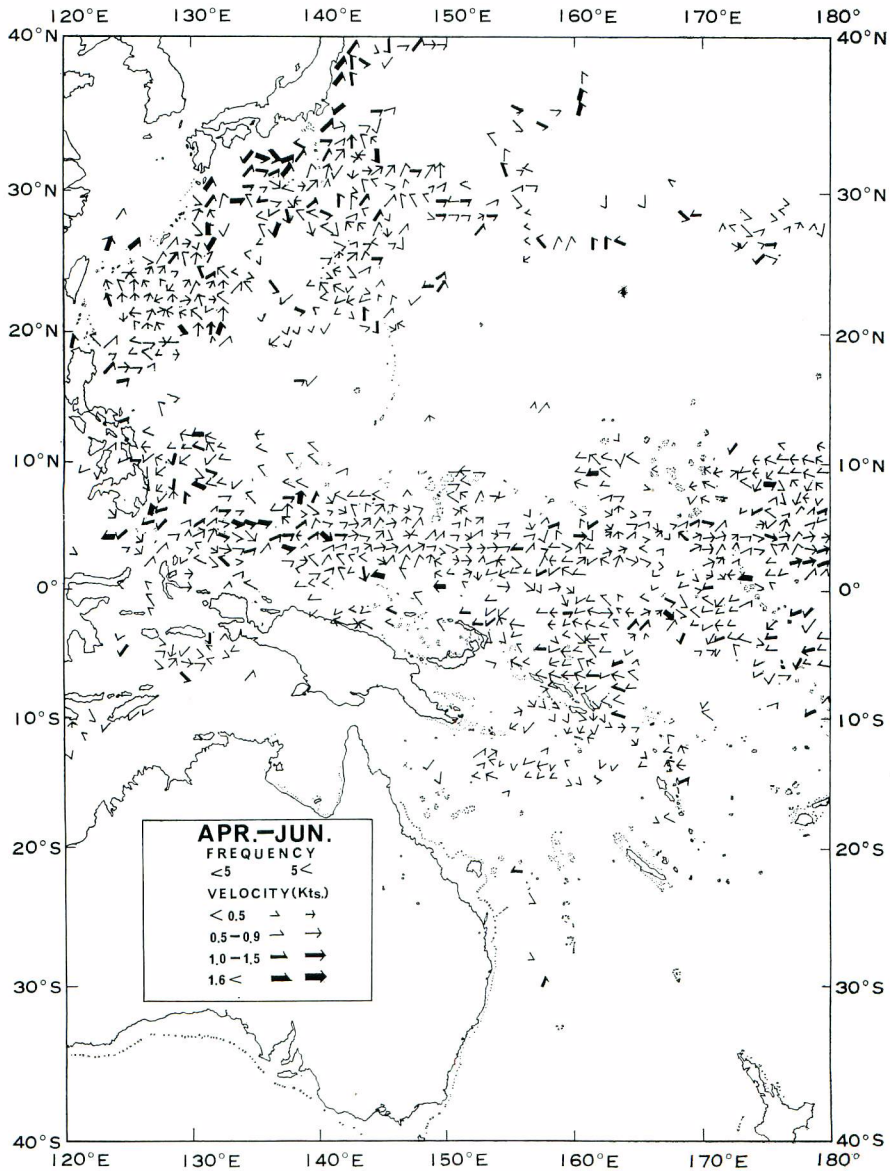 120°E 130°E 140°E 150°E 160°E 170°E 180°
40°N 40°N
30°N 30°N
20°N 20°N
10°N 10°N
0° 0°
10°S 10°S
20°S 20°S
30°S 30°S
40°S 40°S
APR.–JUN.
FREQUENCY
<5 5<
VELOCITY(Kts.)
< 0.5
0.5–0.9
1.0–1.5
1.6<
120°E 130°E 140°E 150°E 160°E 170°E 180°